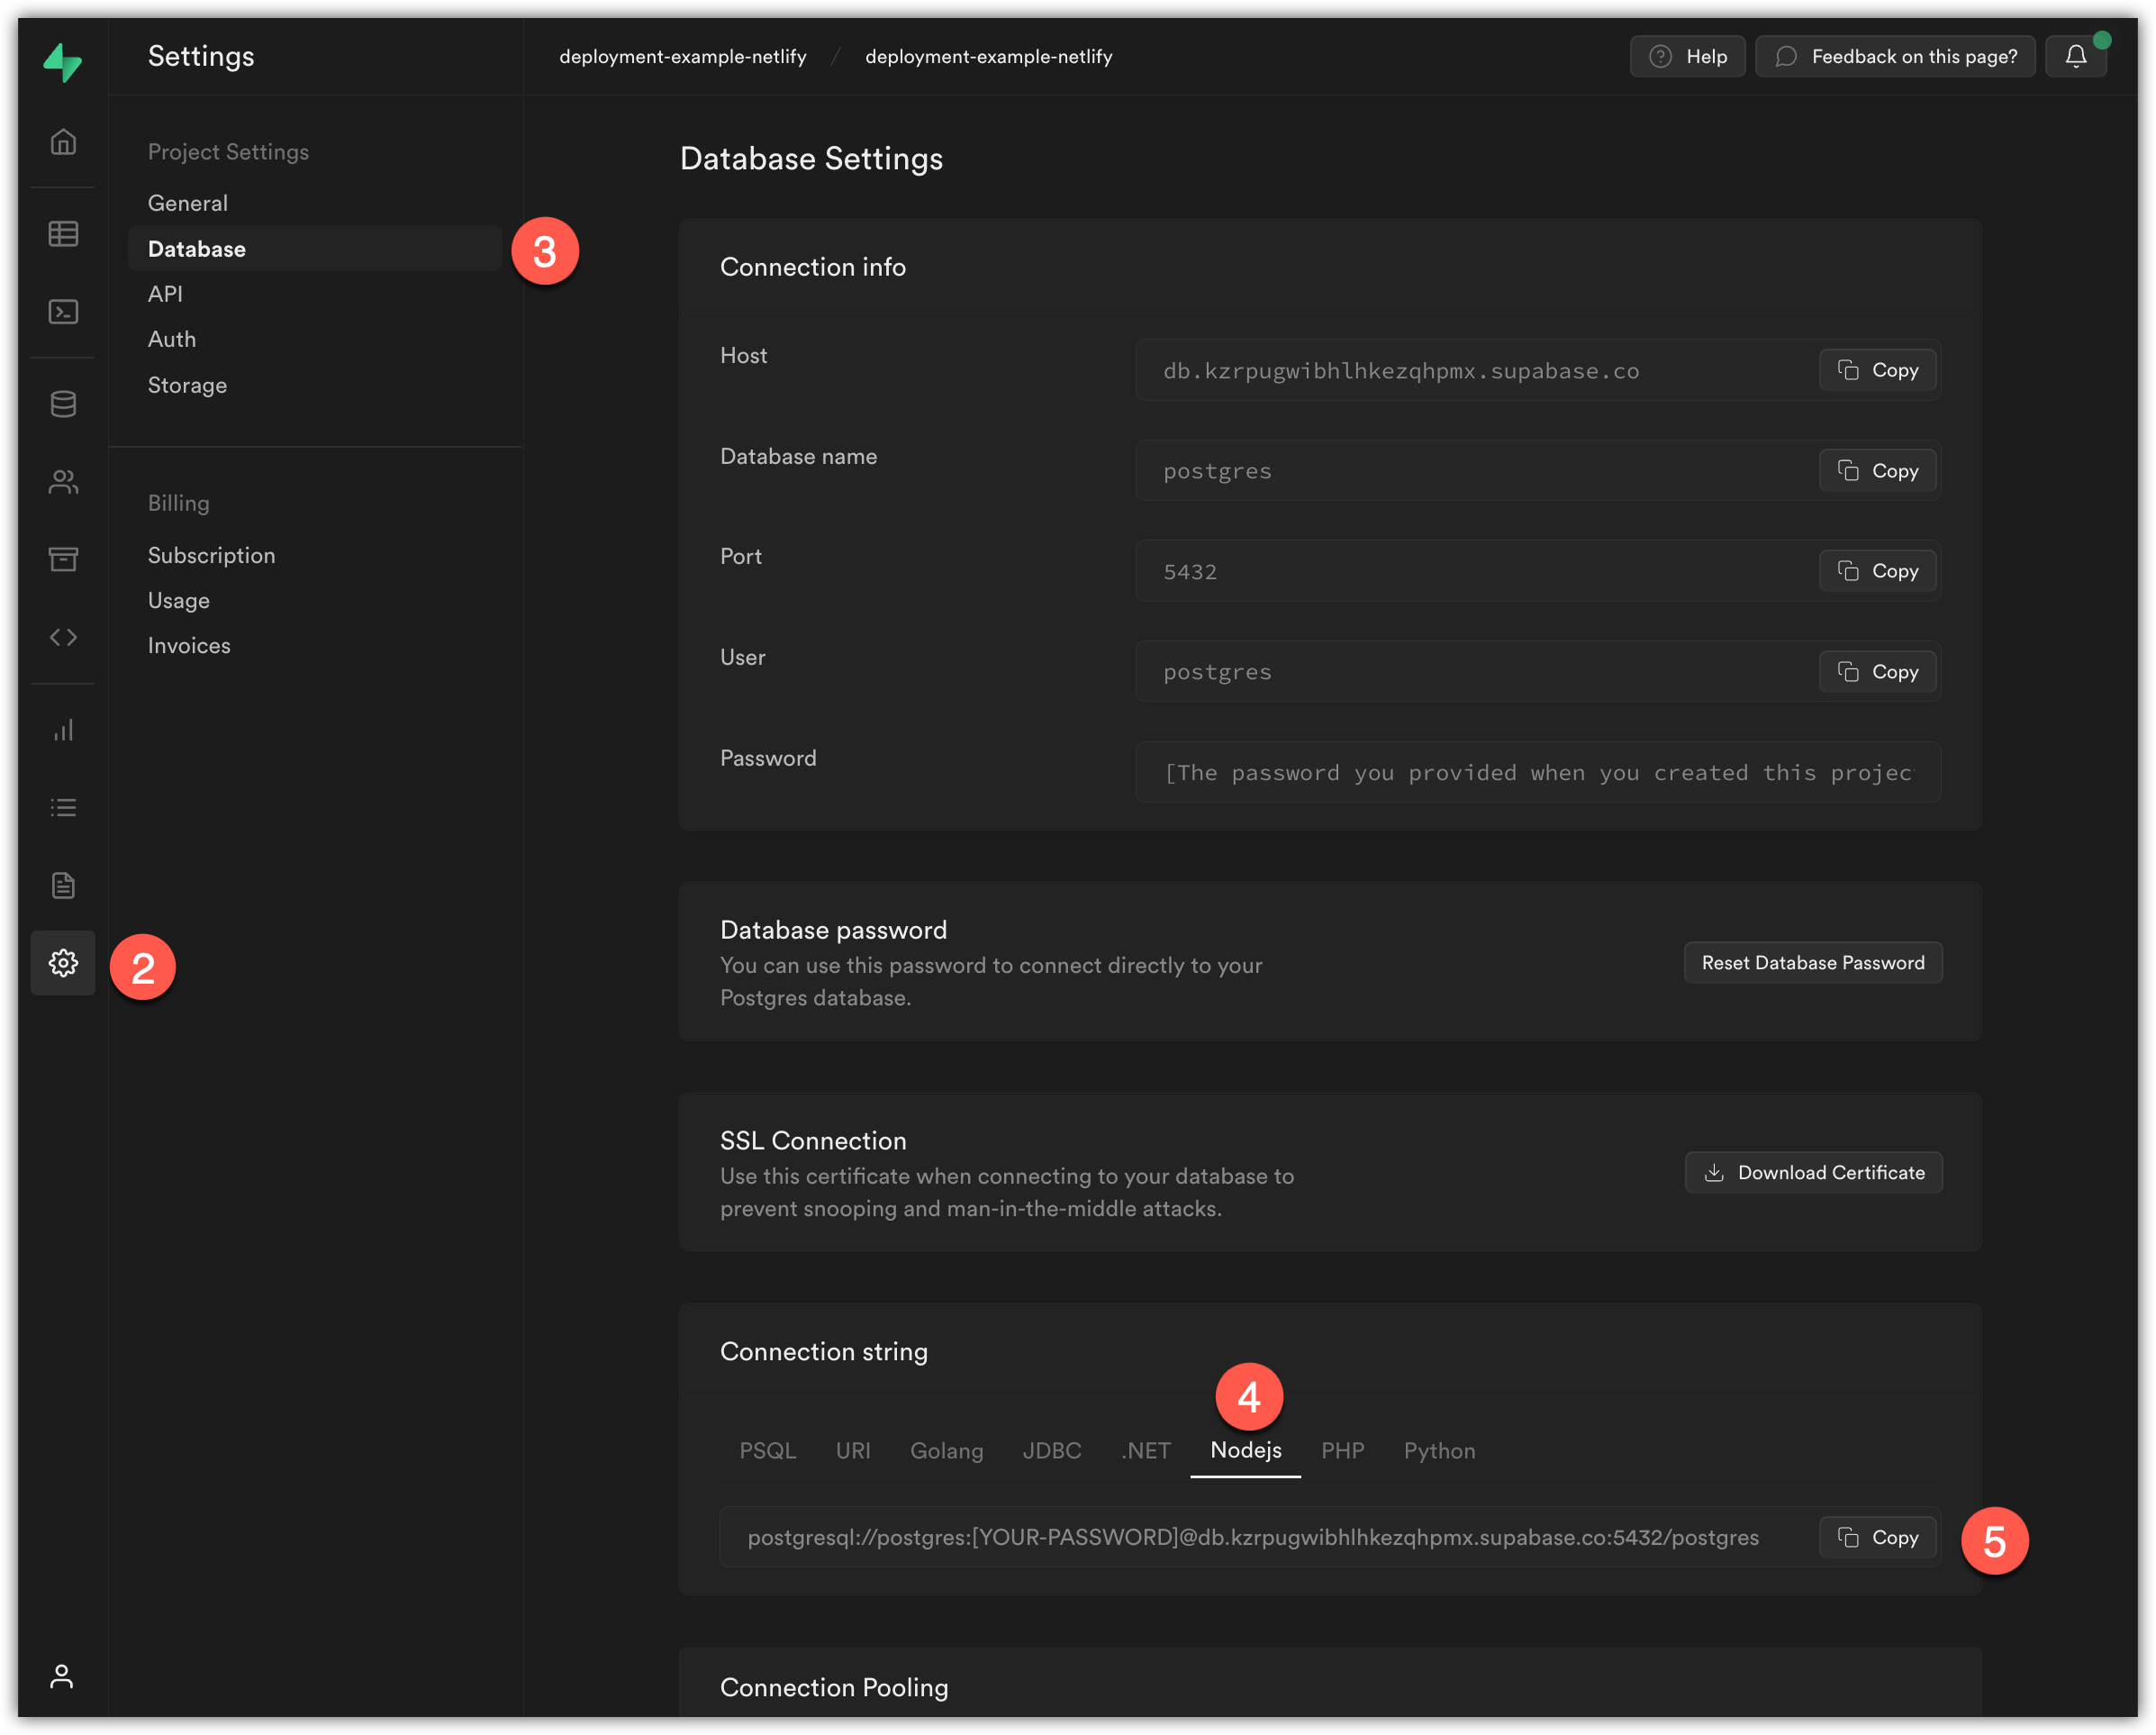 Settings
deployment-example-netlify / deployment-example-netlify
Help
Feedback on this page?
Project Settings
General
Database
3
API
Auth
Storage
Billing
Subscription
Usage
Invoices
2
Database Settings
Connection info
Host
db.kzrpugwibhlhkezqhpmx.supabase.co
Copy
Database name
postgres
Copy
Port
5432
Copy
User
postgres
Copy
Password
[The password you provided when you created this projec
Database password
You can use this password to connect directly to your
Postgres database.
Reset Database Password
SSL Connection
Use this certificate when connecting to your database to
prevent snooping and man-in-the-middle attacks.
Download Certificate
Connection string
4
PSQL URI Golang JDBC .NET Nodejs PHP Python
postgresql://postgres:[YOUR-PASSWORD]@db.kzrpugwibhlhkezqhpmx.supabase.co:5432/postgres
Copy
5
Connection Pooling